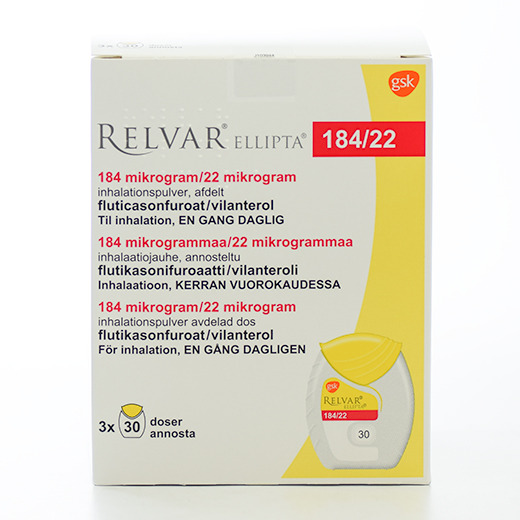 gsk
RELVAR® ELLIPTA® 184/22
184 mikrogram/22 mikrogram
inhalationspulver, afdelt
fluticasonfuroat/vilanterol
Til inhalation, EN GANG DAGLIG
184 mikrogrammaa/22 mikrogrammaa
inhalaatiojauhe, annosteltu
flutikasonifuroaatti/vilanteroli
Inhalaatioon, KERRAN VUOROKAUDESSA
184 mikrogram/22 mikrogram
inhalationspulver avdelad dos
flutikasonfuroat/vilanterol
För inhalation, EN GÅNG DAGLIGEN
3x 30 doser
annosta
gsk
RELVAR®
ELLIPTA®
184/22
30